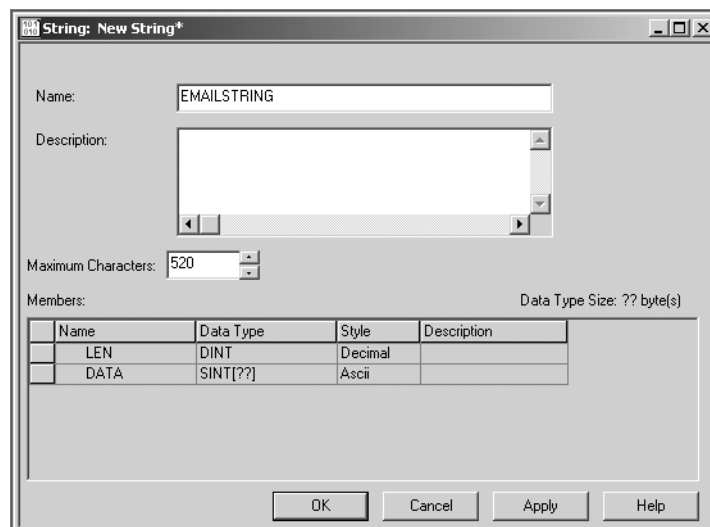 String: New String*
Name: EMAILSTRING
Description:
Maximum Characters: 520
Members: Data Type Size: ?? byte(s)
Name Data Type Style Description
LEN DINT Decimal
DATA SINT[??] Ascii
OK Cancel Apply Help